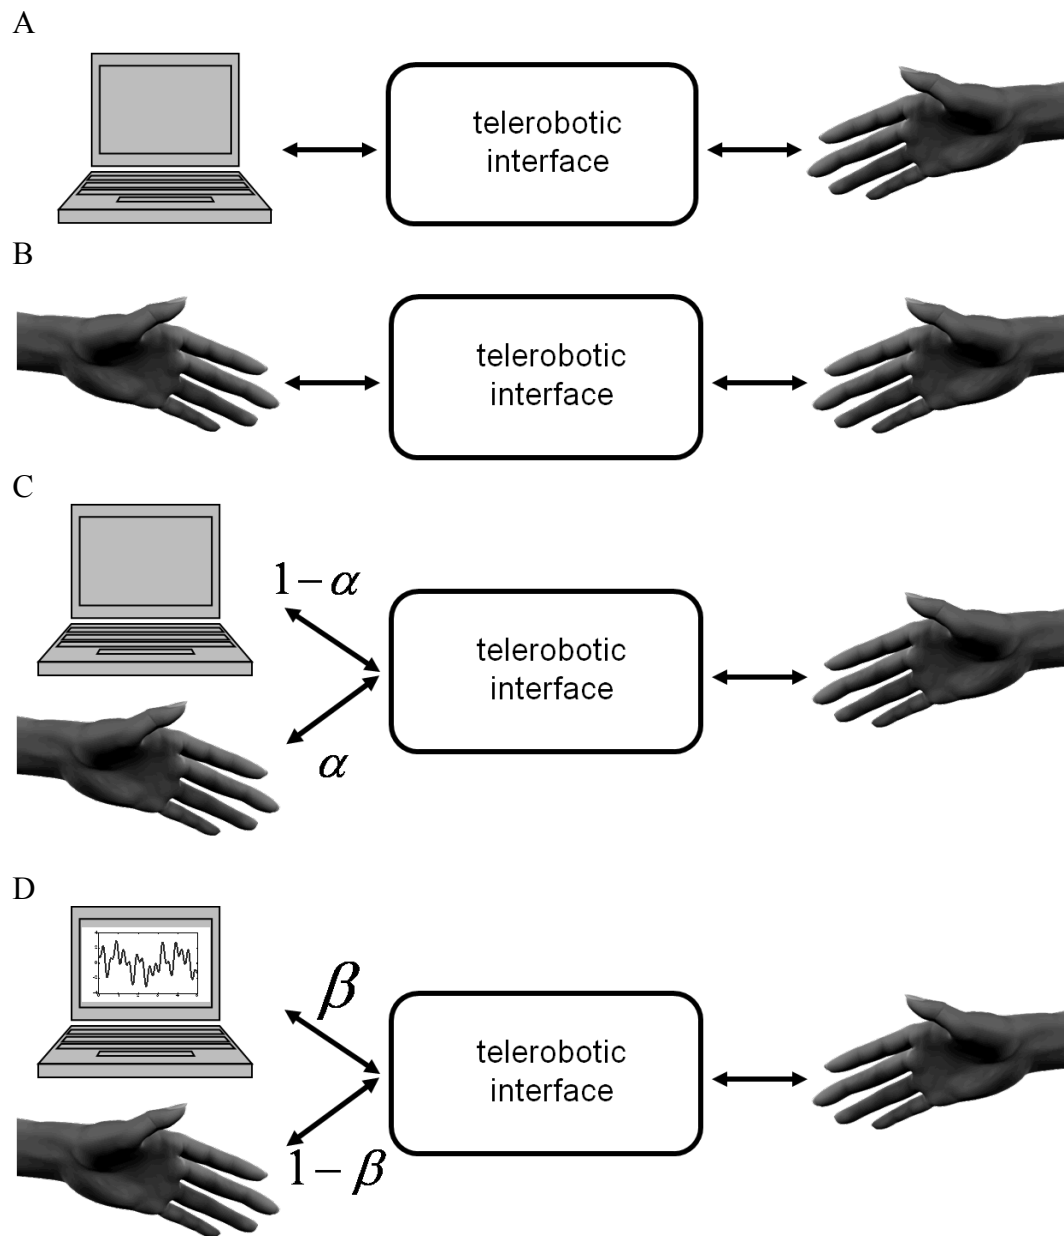 A
telerobotic
interface
B
telerobotic
interface
C
1−α
telerobotic
interface
α
D
β
telerobotic
interface
1−β